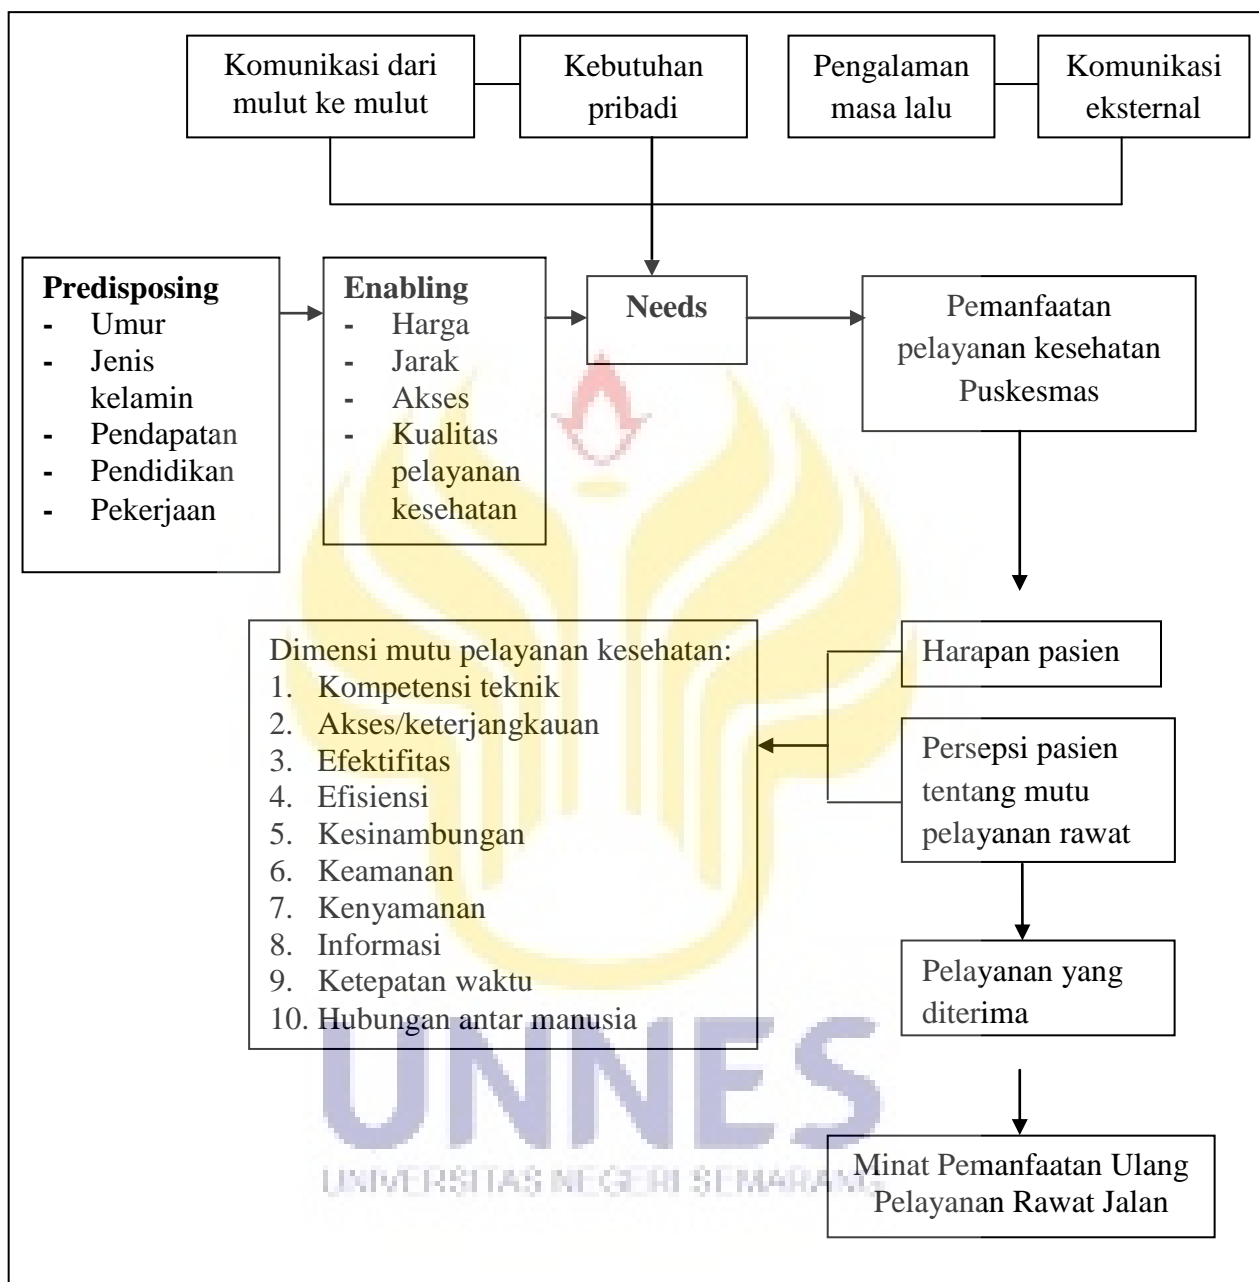 Komunikasi dari
mulut ke mulut
Kebutuhan
pribadi
Pengalaman
masa lalu
Komunikasi
eksternal
Predisposing
- Umur
- Jenis
kelamin
- Pendapatan
- Pendidikan
- Pekerjaan
Enabling
- Harga
- Jarak
- Akses
- Kualitas
pelayanan
kesehatan
Needs
Pemanfaatan
pelayanan kesehatan
Puskesmas
Dimensi mutu pelayanan kesehatan:
1. Kompetensi teknik
2. Akses/keterjangkauan
3. Efektifitas
4. Efisiensi
5. Kesinambungan
6. Keamanan
7. Kenyamanan
8. Informasi
9. Ketepatan waktu
10. Hubungan antar manusia
Harapan pasien
Persepsi pasien
tentang mutu
pelayanan rawat
Pelayanan yang
diterima
Minat Pemanfaatan Ulang
Pelayanan Rawat Jalan
UNNES
UNIVERSITAS NEGERI SEMARANG